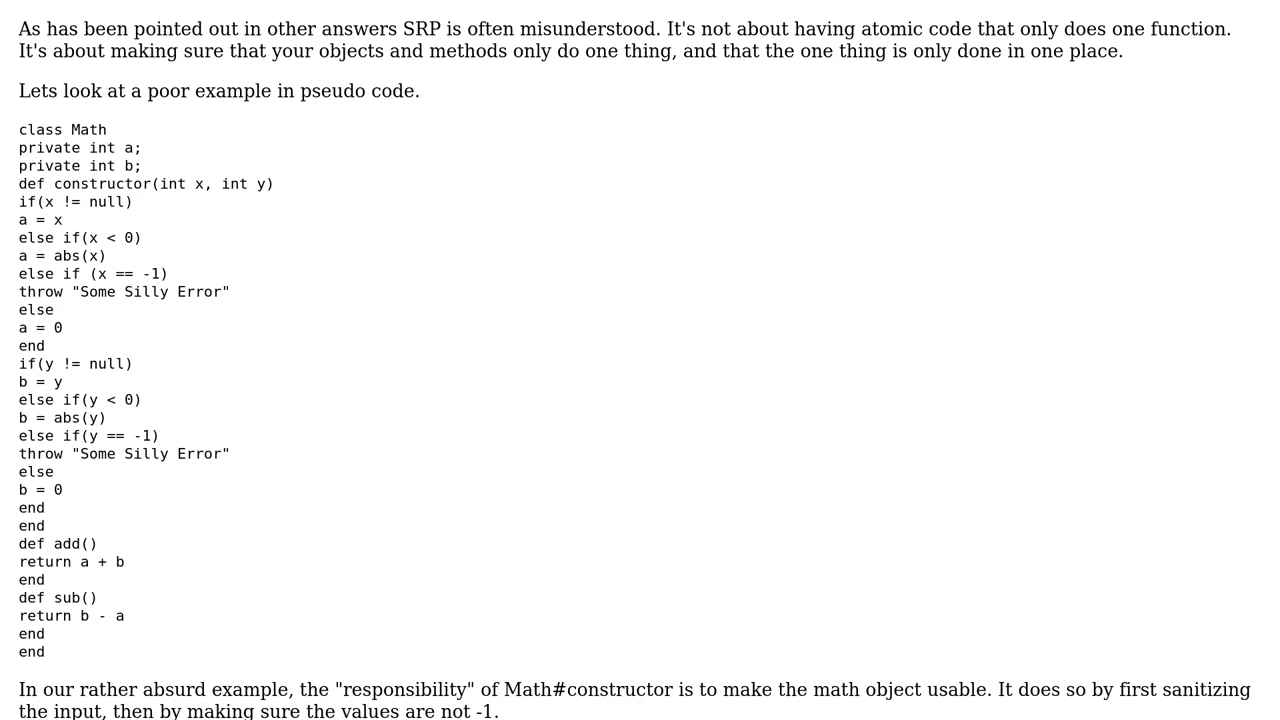 As has been pointed out in other answers SRP is often misunderstood. It's not about having atomic code that only does one function.
It's about making sure that your objects and methods only do one thing, and that the one thing is only done in one place.
Lets look at a poor example in pseudo code.
class Math
private int a;
private int b;
def constructor(int x, int y)
if(x != null)
a = x
else if(x < 0)
a = abs(x)
else if (x == -1)
throw "Some Silly Error"
else
a = 0
end
if(y != null)
b = y
else if(y < 0)
b = abs(y)
else if(y == -1)
throw "Some Silly Error"
else
b = 0
end
end
def add()
return a + b
end
def sub()
return b - a
end
end
In our rather absurd example, the "responsibility" of Math#constructor is to make the math object usable. It does so by first sanitizing
the input, then by making sure the values are not -1.